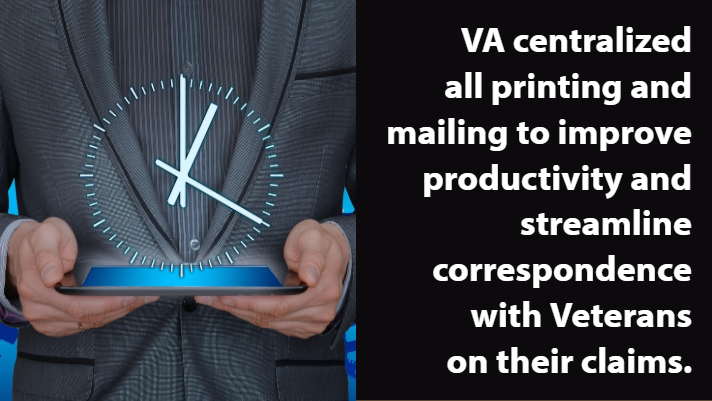 VA centralized
all printing and
mailing to improve
productivity and
streamline
correspondence
with Veterans
on their claims.